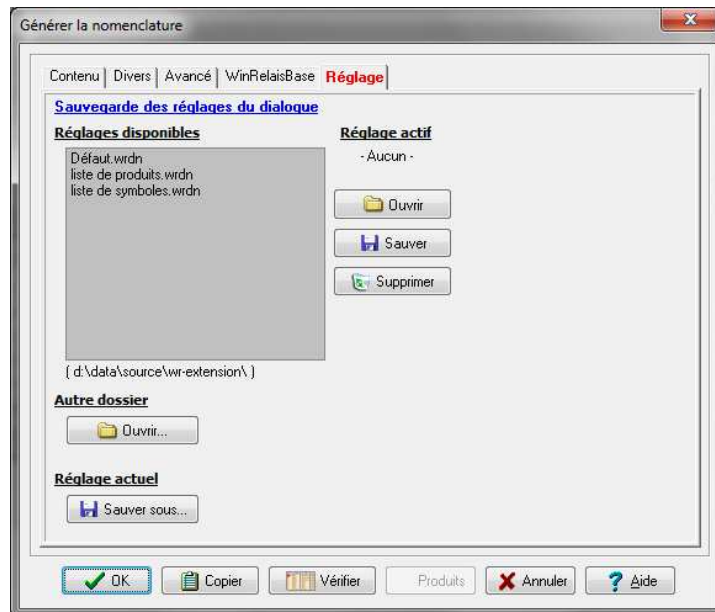 Générer la nomenclature
Contenu Divers Avancé WinRelaisBase Réglage
Sauvegarde des réglages du dialogue
Réglages disponibles
Réglage actif
Défaut.wrdn
liste de produits.wrdn
liste de symboles.wrdn
- Aucun -
Ouvrir
Sauver
Supprimer
( d:\data\source\wr-extension\ )
Autre dossier
Ouvrir...
Réglage actuel
Sauver sous...
OK Copier Vérifier Produits Annuler Aide